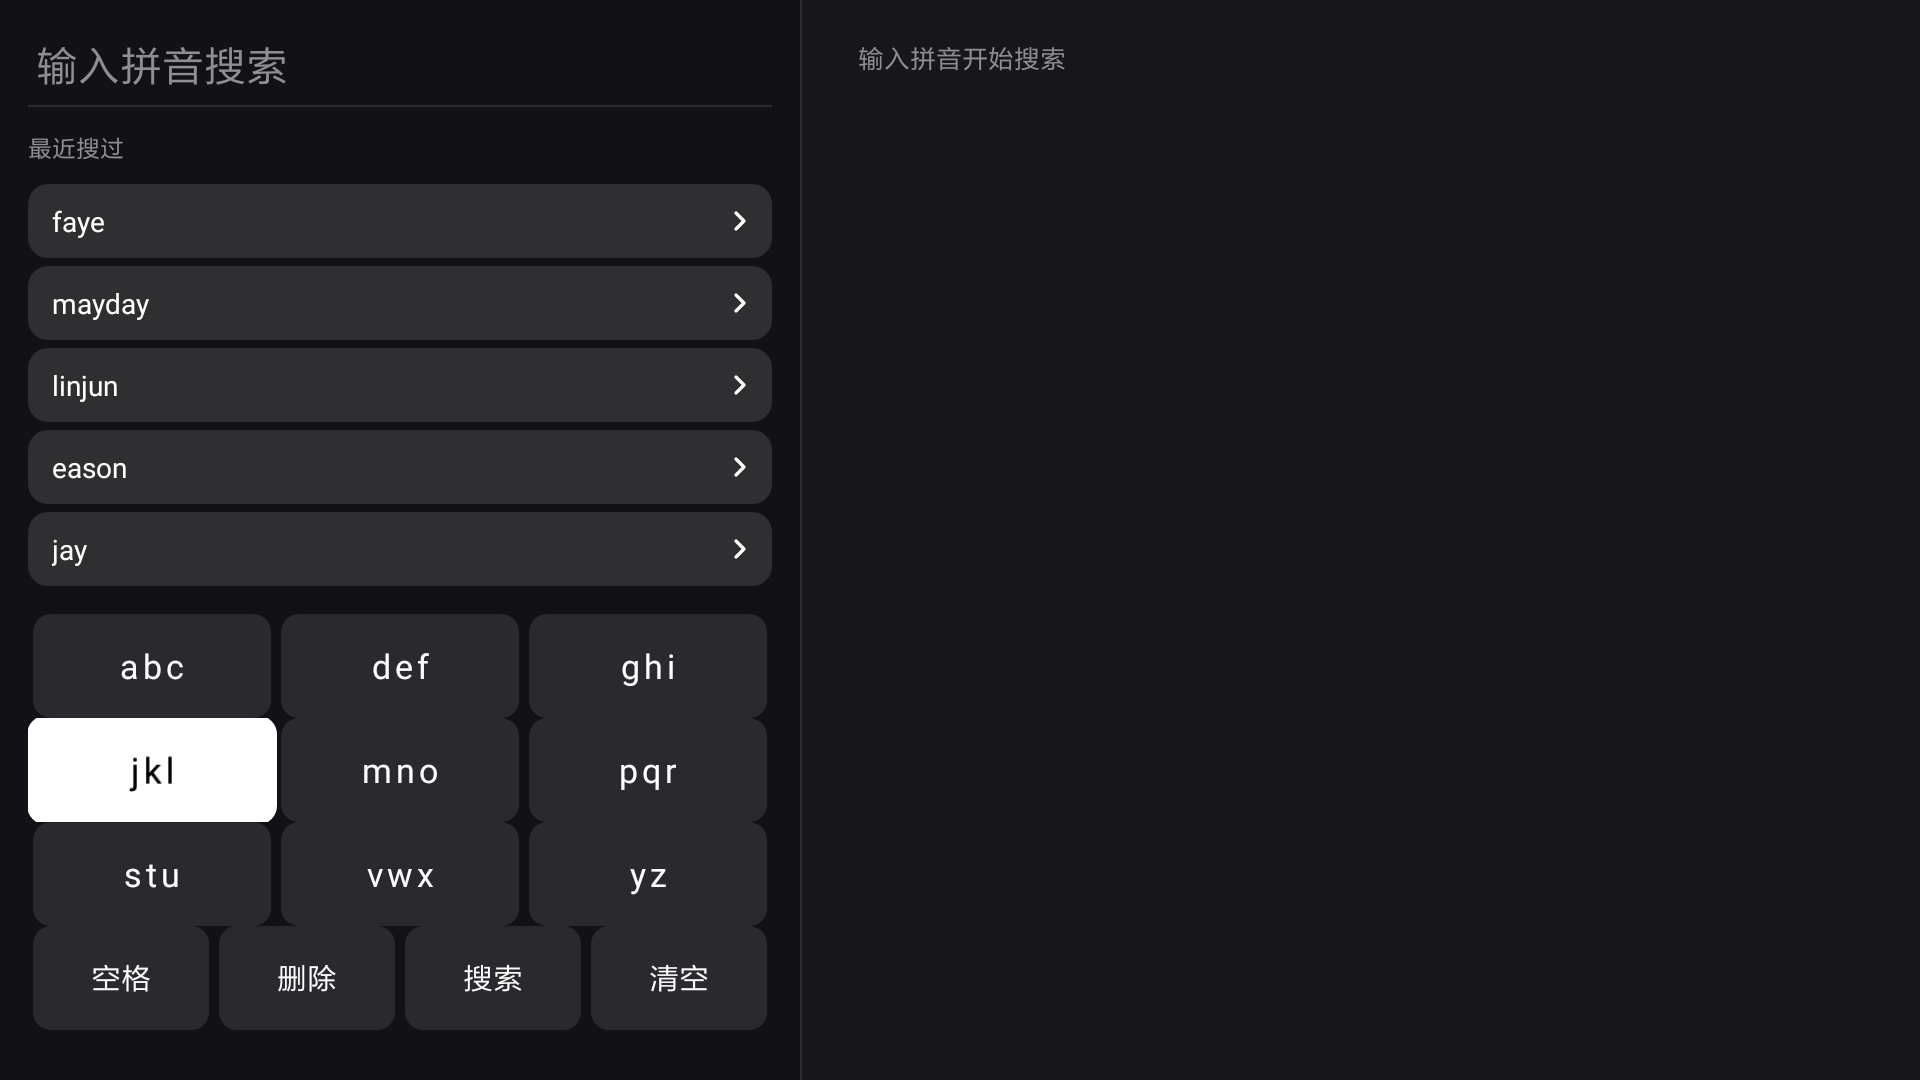 输入拼音搜索
最近搜过
faye
mayday
linjun
eason
jay
abc def ghi
jkl mno pqr
stu vwx yz
空格 删除 搜索 清空
输入拼音开始搜索